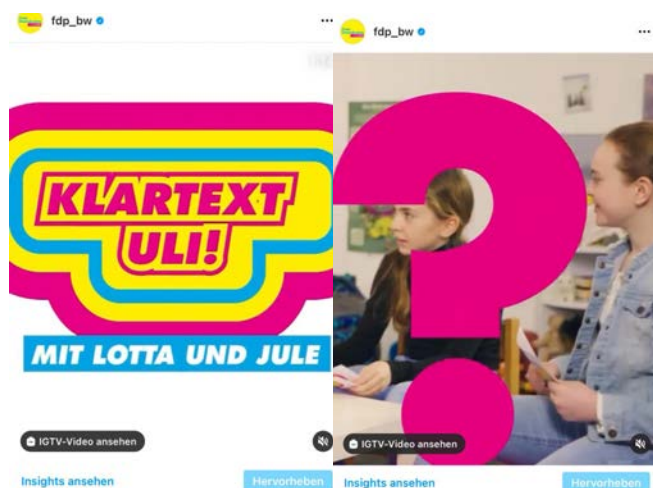 fdp_bw
KLARTEXT
ULI!
MIT LOTTA UND JULE
IGTV-Video ansehen
Insights ansehen
Hervorheben
fdp_bw
?
IGTV-Video ansehen
Insights ansehen
Hervorheben